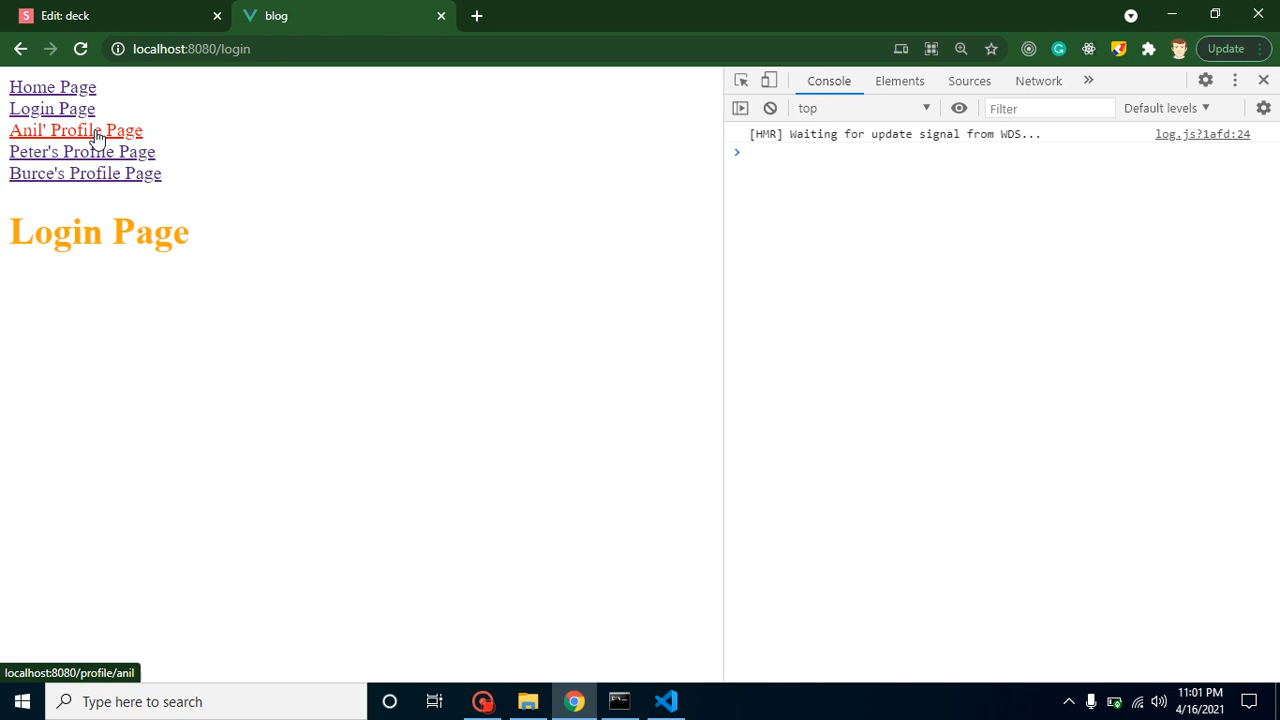 Edit: deck
blog
localhost:8080/login
Update
Home Page
Login Page
Anil' Profile Page
Peter's Profile Page
Burce's Profile Page
Login Page
Console Elements Sources Network
top Filter Default levels
[HMR] Waiting for update signal from WDS... log.js?1afd:24
localhost:8080/profile/anil
Type here to search
11:01 PM
4/16/2021